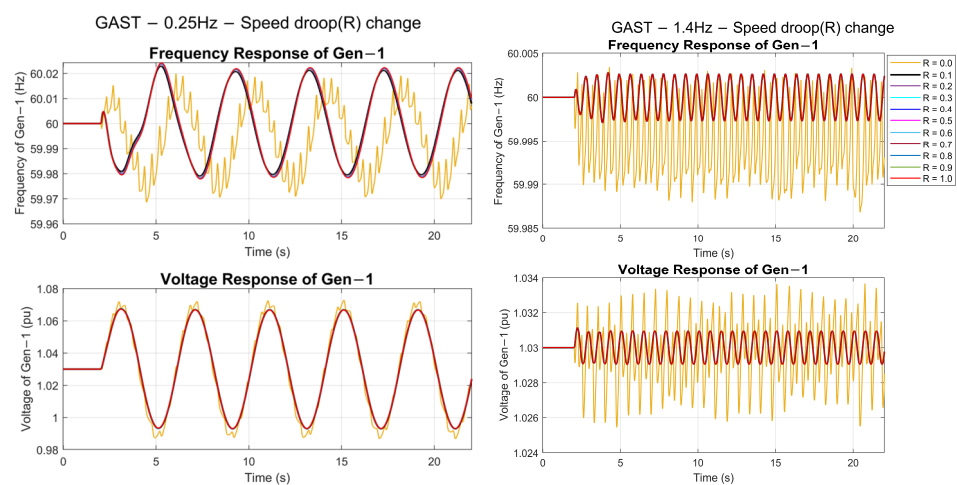 GAST − 0.25Hz − Speed droop(R) change
Frequency Response of Gen−1
Frequency of Gen−1 (Hz)
60.02
60.01
60
59.99
59.98
59.97
59.96
0 5 10 15 20
Time (s)
Voltage Response of Gen−1
Voltage of Gen−1 (pu)
1.08
1.06
1.04
1.02
1
0.98
0 5 10 15 20
Time (s)
GAST − 1.4Hz − Speed droop(R) change
Frequency Response of Gen−1
Frequency of Gen−1 (Hz)
60.005
60
59.995
59.99
59.985
0 5 10 15 20
Time (s)
R = 0.0
R = 0.1
R = 0.2
R = 0.3
R = 0.4
R = 0.5
R = 0.6
R = 0.7
R = 0.8
R = 0.9
R = 1.0
Voltage Response of Gen−1
Voltage of Gen−1 (pu)
1.034
1.032
1.03
1.028
1.026
1.024
0 5 10 15 20
Time (s)